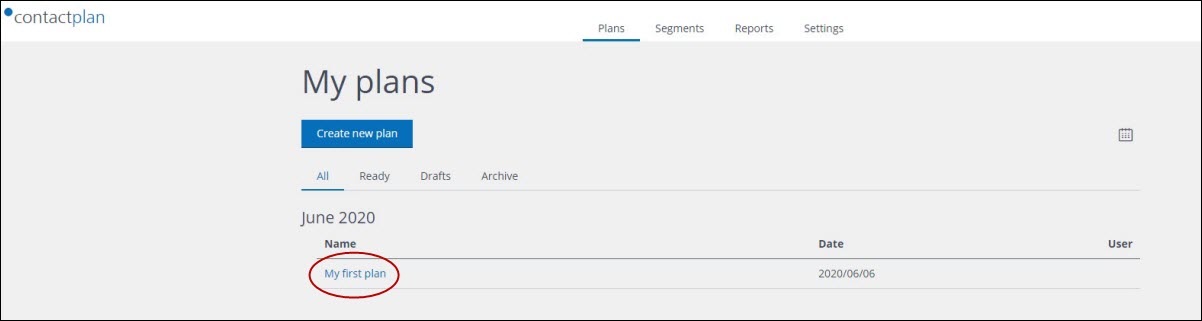 contactplan
Plans Segments Reports Settings
My plans
Create new plan
All Ready Drafts Archive
June 2020
Name Date User
My first plan 2020/06/06